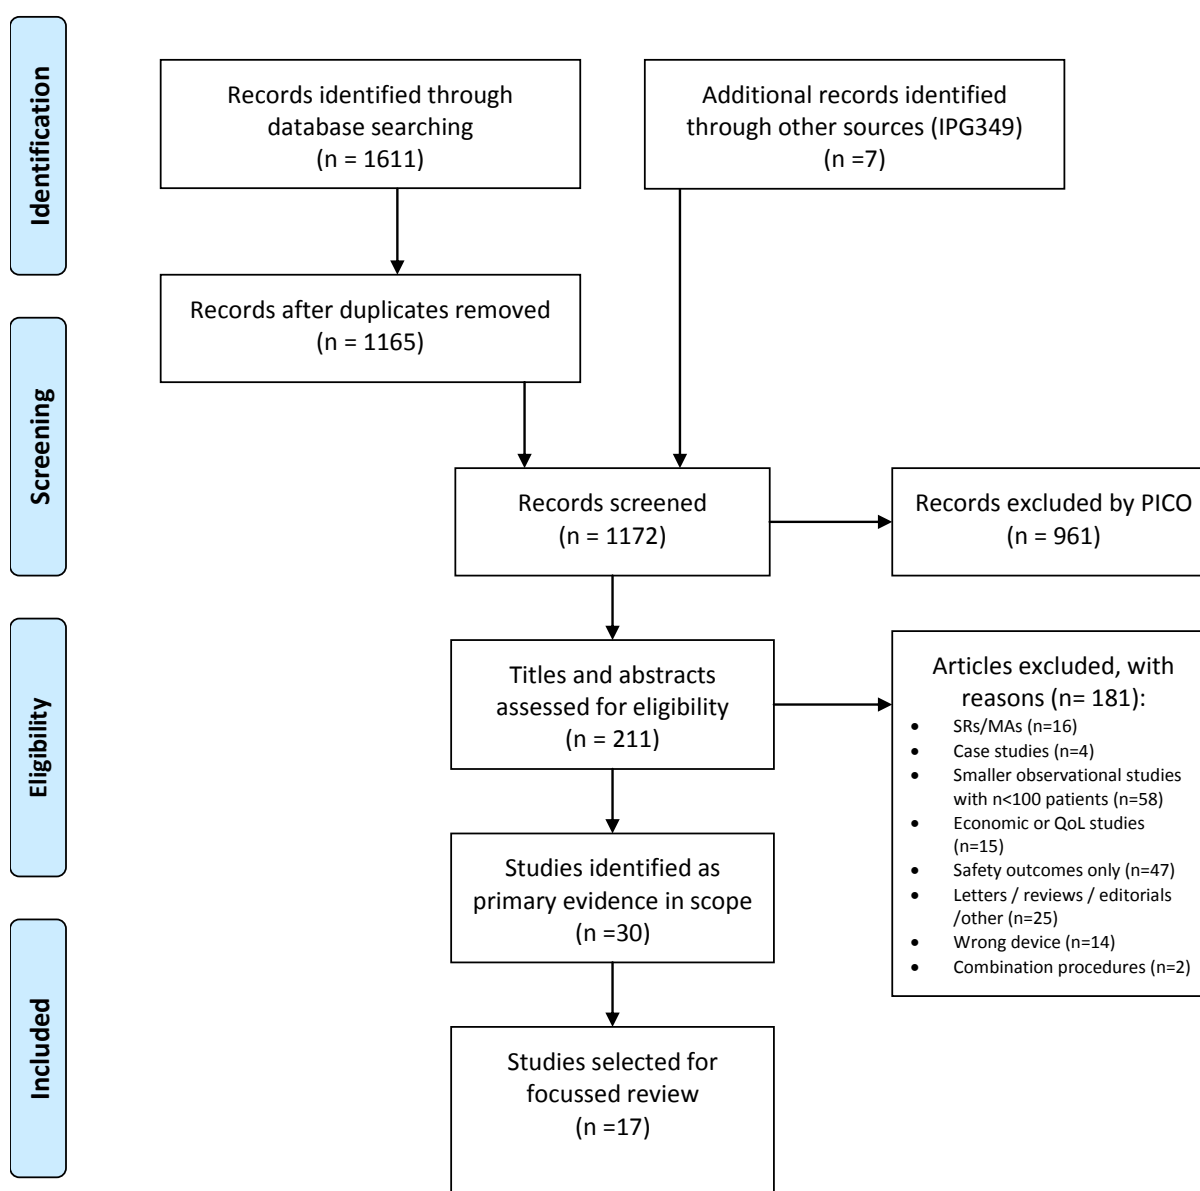 Identification
Records identified through
database searching
(n = 1611)
Additional records identified
through other sources (IPG349)
(n =7)
Records after duplicates removed
(n = 1165)
Screening
Records screened
(n = 1172)
Records excluded by PICO
(n = 961)
Eligibility
Titles and abstracts
assessed for eligibility
(n = 211)
Articles excluded, with
reasons (n= 181):
• SRs/MAs (n=16)
• Case studies (n=4)
• Smaller observational studies
with n<100 patients (n=58)
• Economic or QoL studies
(n=15)
• Safety outcomes only (n=47)
• Letters / reviews / editorials
/other (n=25)
• Wrong device (n=14)
• Combination procedures (n=2)
Studies identified as
primary evidence in scope
(n =30)
Included
Studies selected for
focussed review
(n =17)